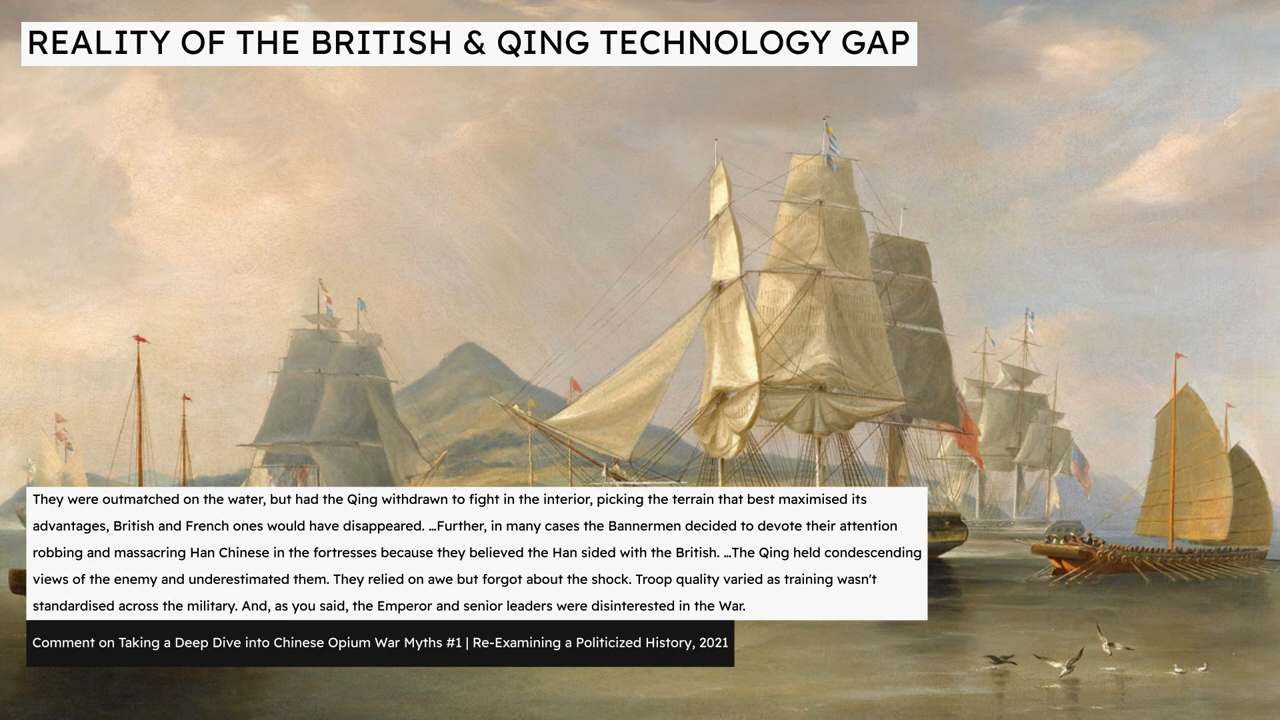 REALITY OF THE BRITISH & QING TECHNOLOGY GAP
They were outmatched on the water, but had the Qing withdrawn to fight in the interior, picking the terrain that best maximised its
advantages, British and French ones would have disappeared. …Further, in many cases the Bannermen decided to devote their attention
robbing and massacring Han Chinese in the fortresses because they believed the Han sided with the British. …The Qing held condescending
views of the enemy and underestimated them. They relied on awe but forgot about the shock. Troop quality varied as training wasn't
standardised across the military. And, as you said, the Emperor and senior leaders were disinterested in the War.
Comment on Taking a Deep Dive into Chinese Opium War Myths #1 | Re-Examining a Politicized History, 2021